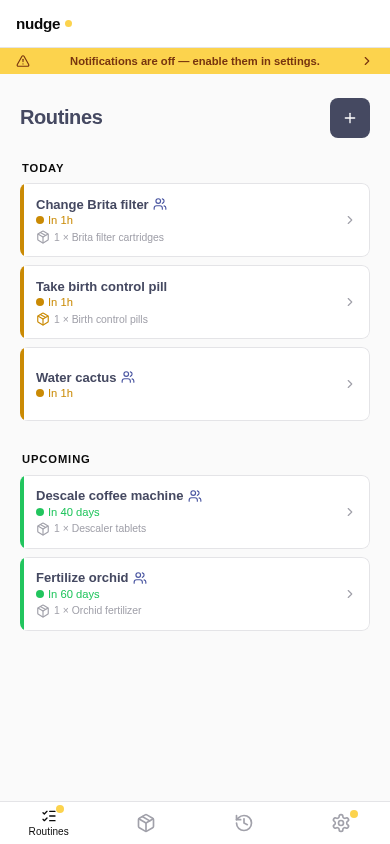 nudge
Notifications are off — enable them in settings.
Routines
TODAY
Change Brita filter
In 1h
1 × Brita filter cartridges
Take birth control pill
In 1h
1 × Birth control pills
Water cactus
In 1h
UPCOMING
Descale coffee machine
In 40 days
1 × Descaler tablets
Fertilize orchid
In 60 days
1 × Orchid fertilizer
Routines